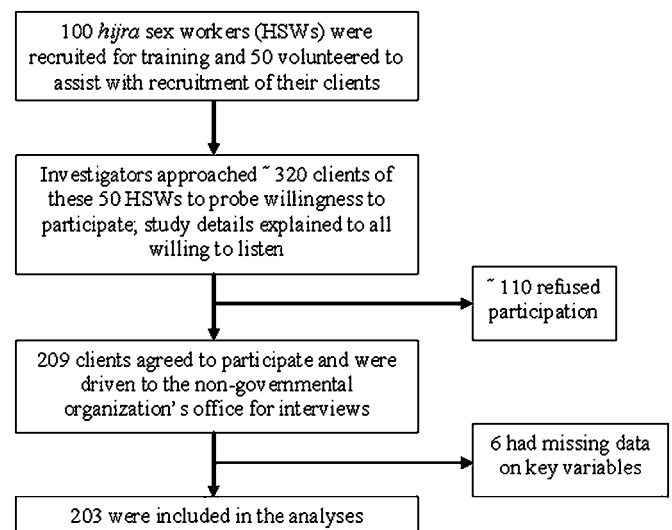 100 hijra sex workers (HSWs) were
recruited for training and 50 volunteered to
assist with recruitment of their clients
Investigators approached ~ 320 clients of
these 50 HSWs to probe willingness to
participate; study details explained to all
willing to listen
~ 110 refused
participation
209 clients agreed to participate and were
driven to the non-governmental
organization's office for interviews
6 had missing data
on key variables
203 were included in the analyses